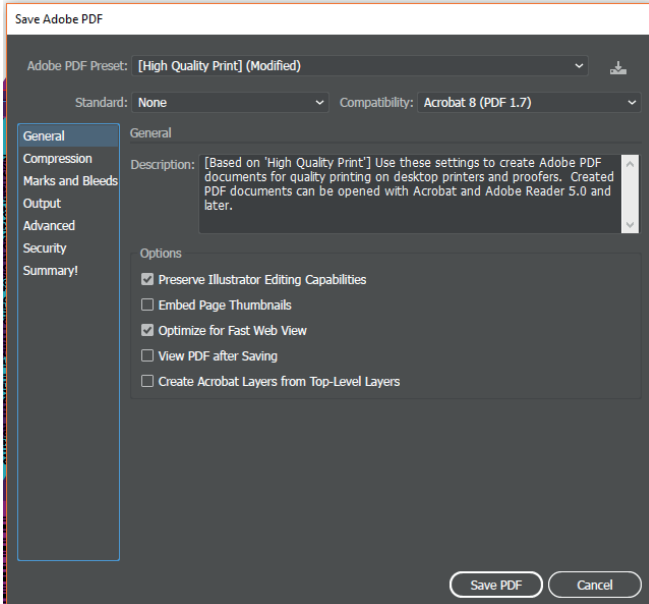 Save Adobe PDF
Adobe PDF Preset: [High Quality Print] (Modified)
Standard: None Compatibility: Acrobat 8 (PDF 1.7)
General
Compression
Marks and Bleeds
Output
Advanced
Security
Summary!
General
Description: [Based on 'High Quality Print'] Use these settings to create Adobe PDF
documents for quality printing on desktop printers and proofers. Created
PDF documents can be opened with Acrobat and Adobe Reader 5.0 and
later.
Options
Preserve Illustrator Editing Capabilities
Embed Page Thumbnails
Optimize for Fast Web View
View PDF after Saving
Create Acrobat Layers from Top-Level Layers
Save PDF Cancel